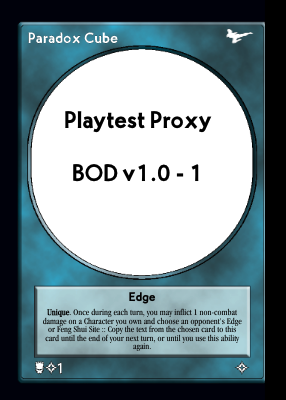 Paradox Cube
Playtest Proxy
BOD v1.0 - 1
Edge
Unique. Once during each turn, you may inflict 1 non-combat
damage on a Character you own and choose an opponent's Edge
or Feng Shui Site :: Copy the text from the chosen card to this
card until the end of your next turn, or until you use this ability
again.
1